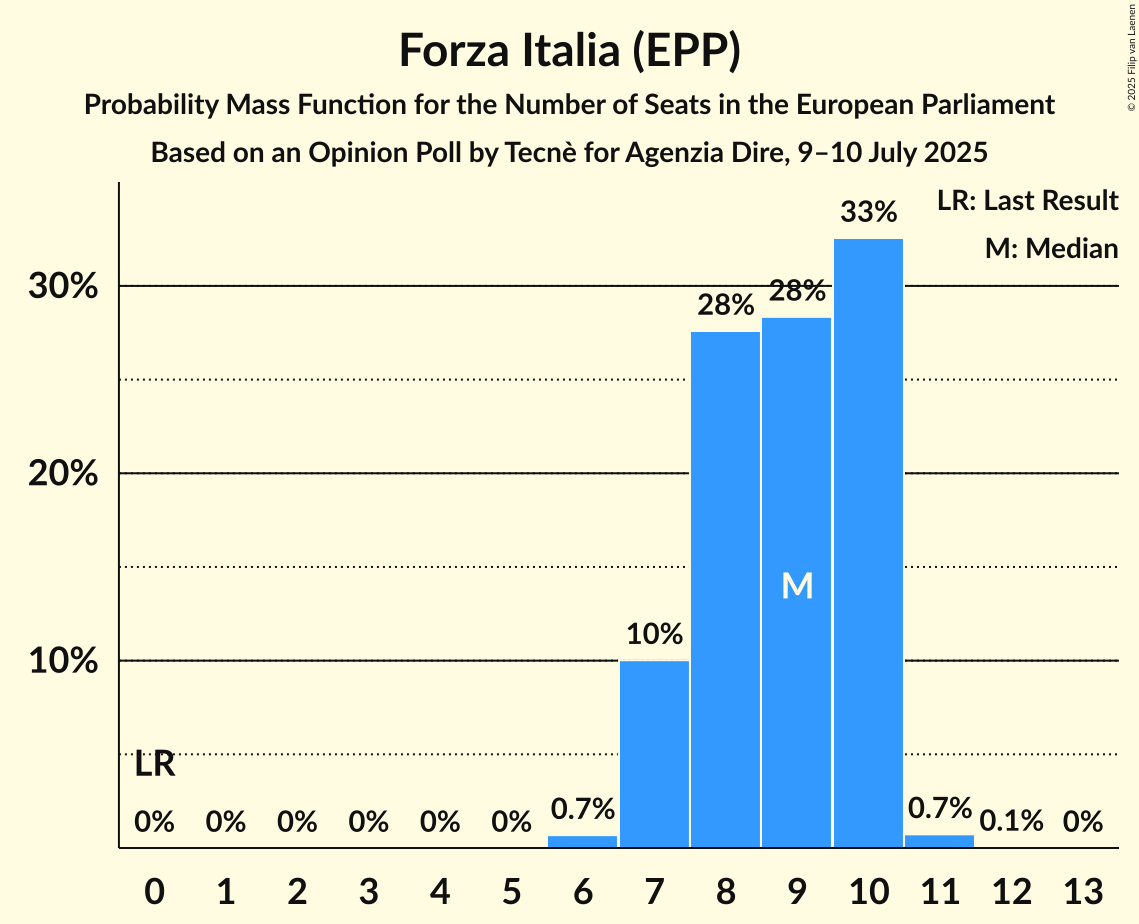 Forza Italia (EPP)
Probability Mass Function for the Number of Seats in the European Parliament
Based on an Opinion Poll by Tecnè for Agenzia Dire, 9–10 July 2025
© 2025 Filip van Laenen
LR: Last Result
M: Median
30%
20%
10%
LR
0% 0% 0% 0% 0% 0% 0.7% 10% 28% 28% 33% 0.7% 0.1% 0%
M
0 1 2 3 4 5 6 7 8 9 10 11 12 13